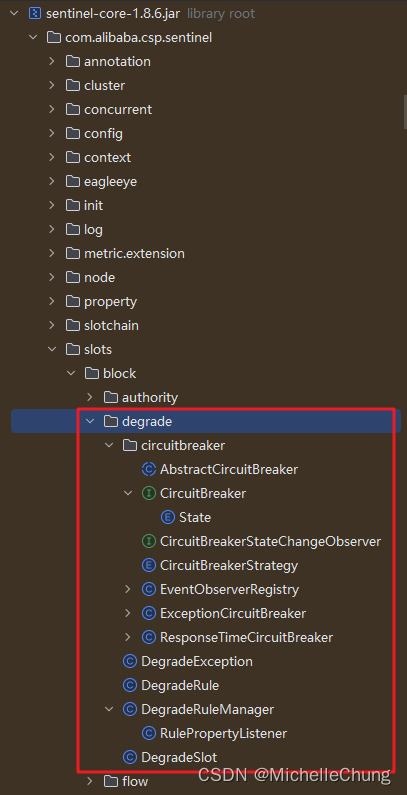 sentinel-core-1.8.6.jar library root
com.alibaba.csp.sentinel
annotation
cluster
concurrent
config
context
eagleeye
init
log
metric.extension
node
property
slotchain
slots
block
authority
degrade
circuitbreaker
AbstractCircuitBreaker
CircuitBreaker
State
CircuitBreakerStateChangeObserver
CircuitBreakerStrategy
EventObserverRegistry
ExceptionCircuitBreaker
ResponseTimeCircuitBreaker
DegradeException
DegradeRule
DegradeRuleManager
RulePropertyListener
DegradeSlot
flow
CSDN @MichelleChung